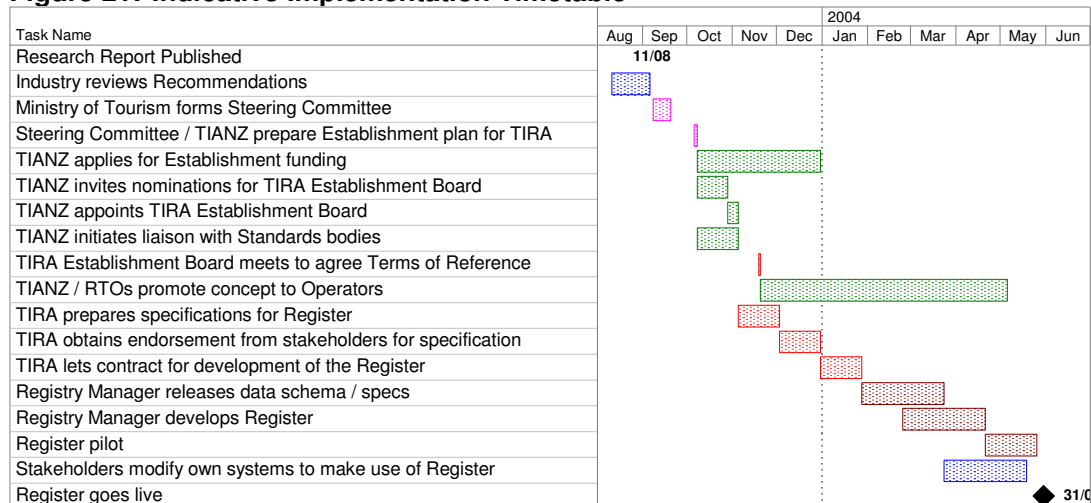 Figure 21: Indicative Implementation Timetable
2004
Task Name Aug Sep Oct Nov Dec Jan Feb Mar Apr May Jun
Research Report Published 11/08
Industry reviews Recommendations
Ministry of Tourism forms Steering Committee
Steering Committee / TIANZ prepare Establishment plan for TIRA
TIANZ applies for Establishment funding
TIANZ invites nominations for TIRA Establishment Board
TIANZ appoints TIRA Establishment Board
TIANZ initiates liaison with Standards bodies
TIRA Establishment Board meets to agree Terms of Reference
TIANZ / RTOs promote concept to Operators
TIRA prepares specifications for Register
TIRA obtains endorsement from stakeholders for specification
TIRA lets contract for development of the Register
Registry Manager releases data schema / specs
Registry Manager develops Register
Register pilot
Stakeholders modify own systems to make use of Register
Register goes live 31/0